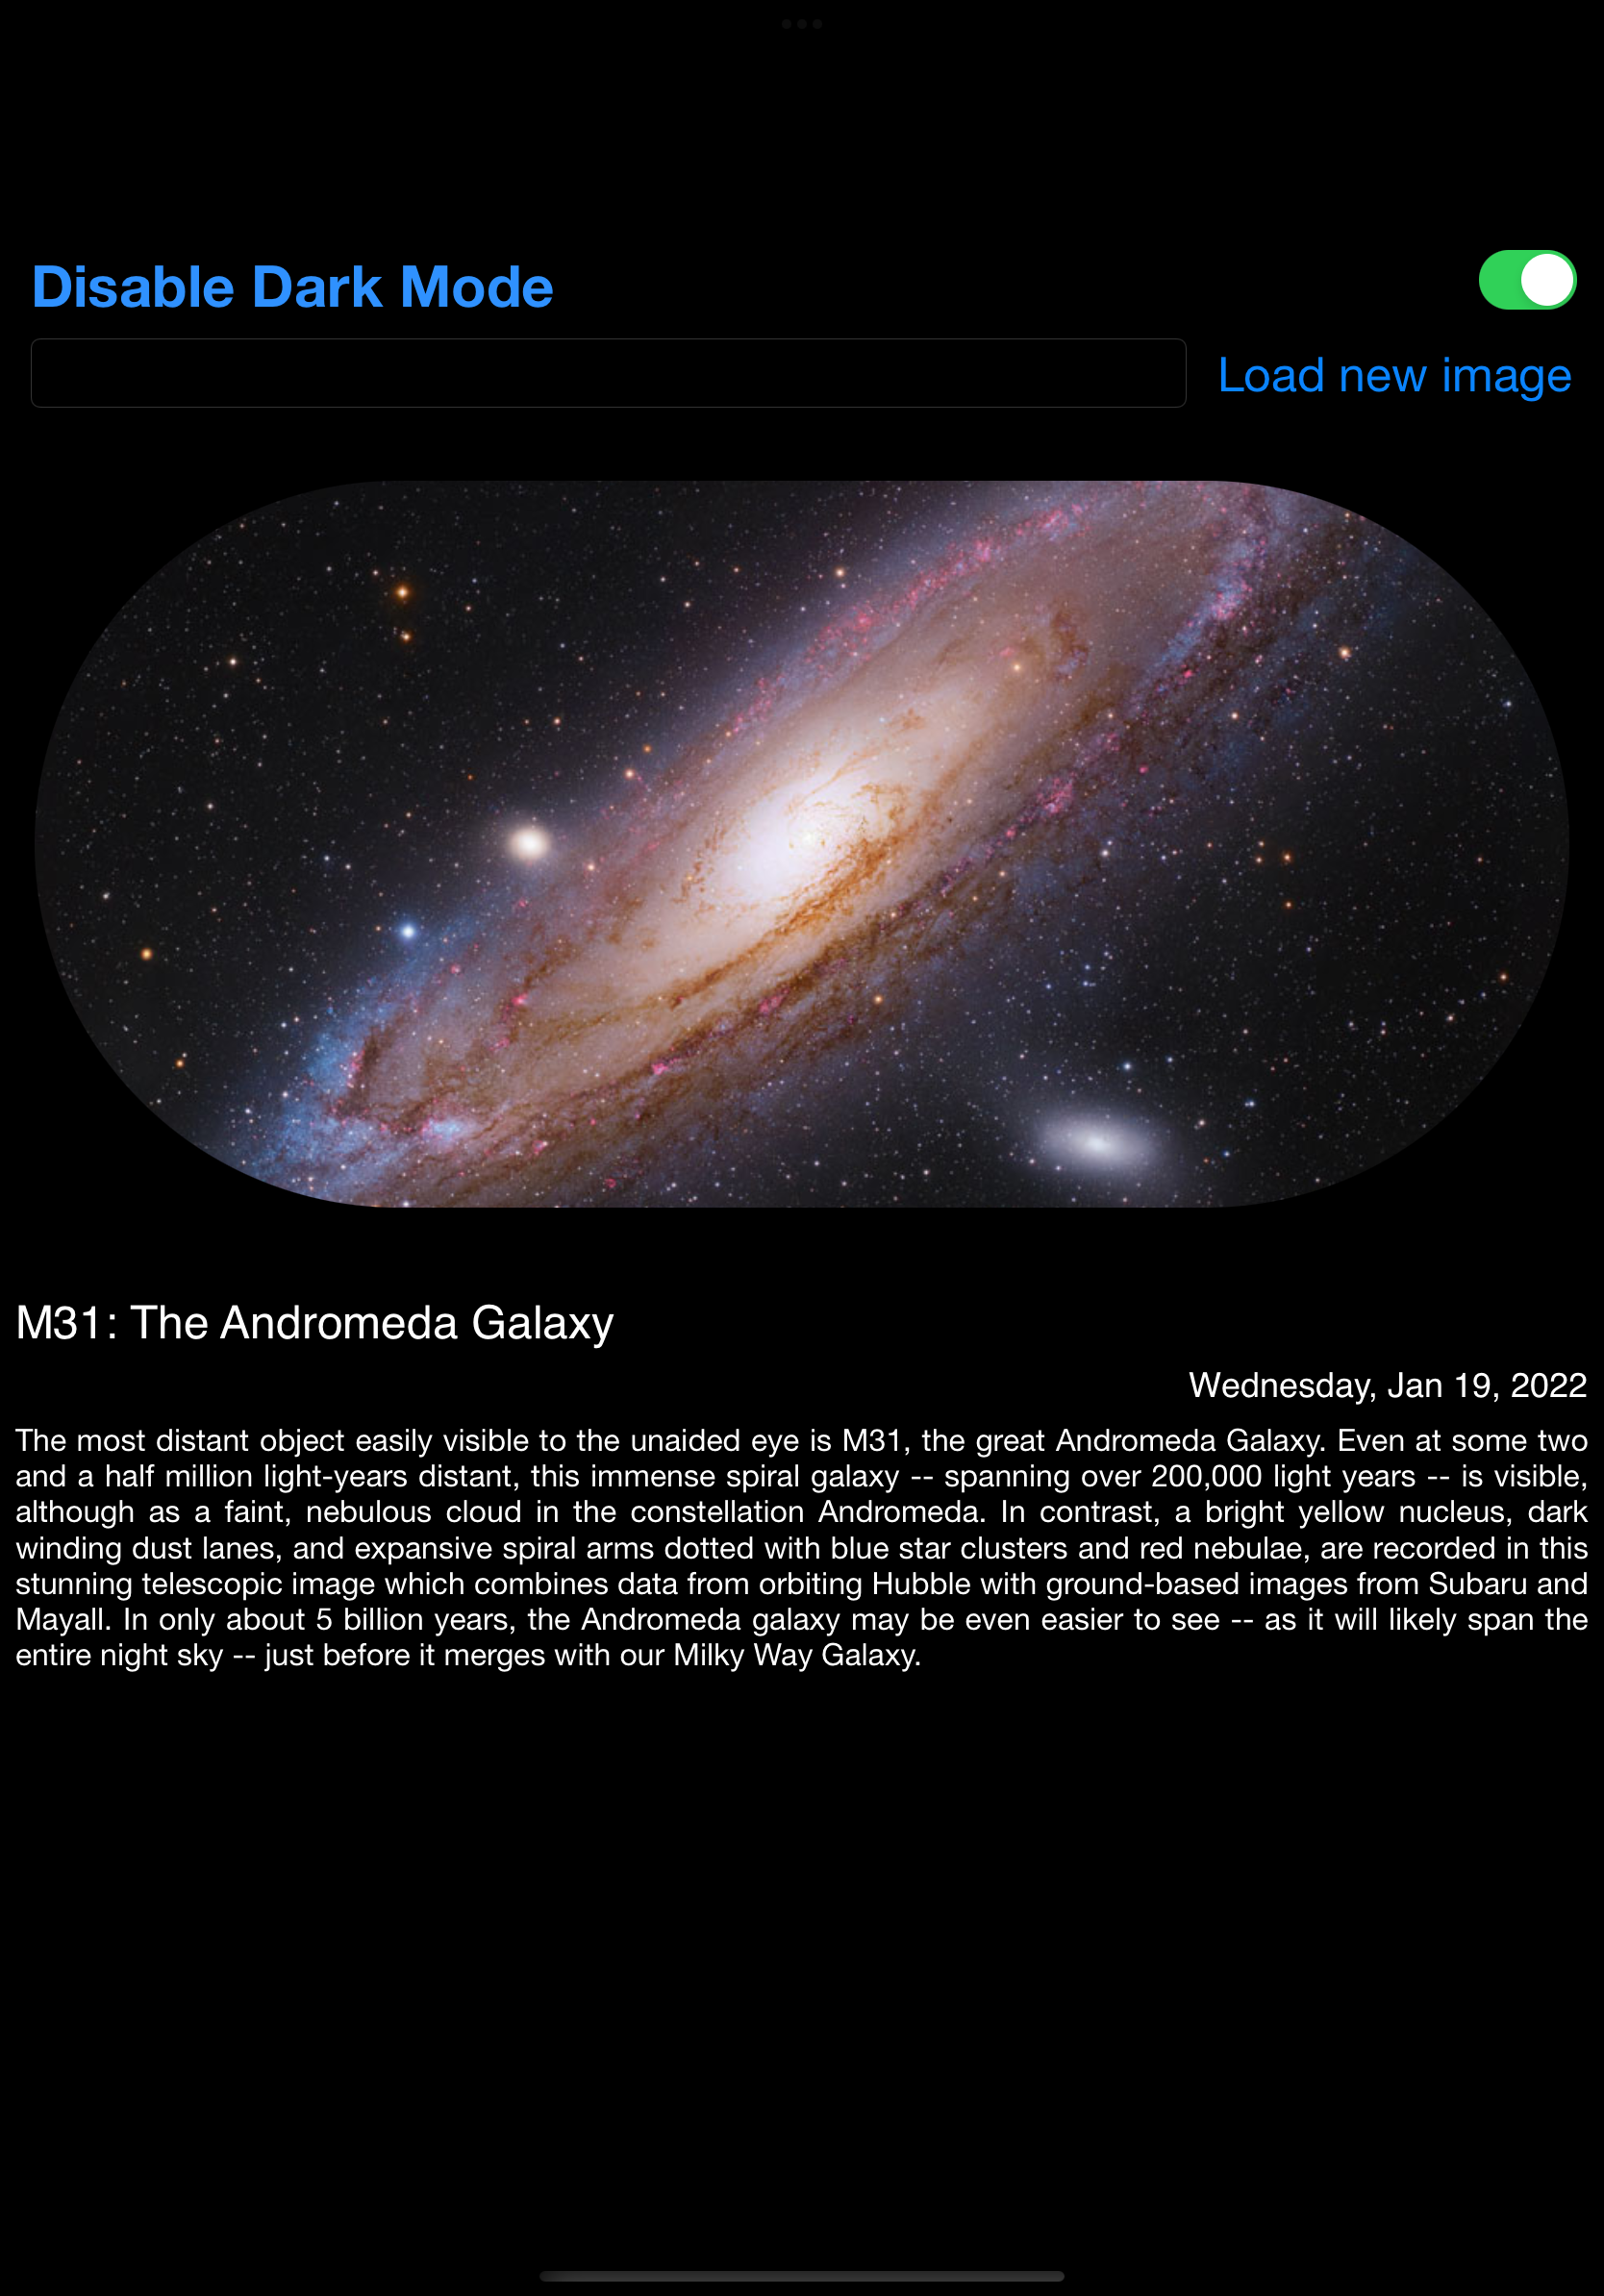 Disable Dark Mode
Load new image
M31: The Andromeda Galaxy
Wednesday, Jan 19, 2022
The most distant object easily visible to the unaided eye is M31, the great Andromeda Galaxy. Even at some two
and a half million light-years distant, this immense spiral galaxy -- spanning over 200,000 light years -- is visible,
although as a faint, nebulous cloud in the constellation Andromeda. In contrast, a bright yellow nucleus, dark
winding dust lanes, and expansive spiral arms dotted with blue star clusters and red nebulae, are recorded in this
stunning telescopic image which combines data from orbiting Hubble with ground-based images from Subaru and
Mayall. In only about 5 billion years, the Andromeda galaxy may be even easier to see -- as it will likely span the
entire night sky -- just before it merges with our Milky Way Galaxy.